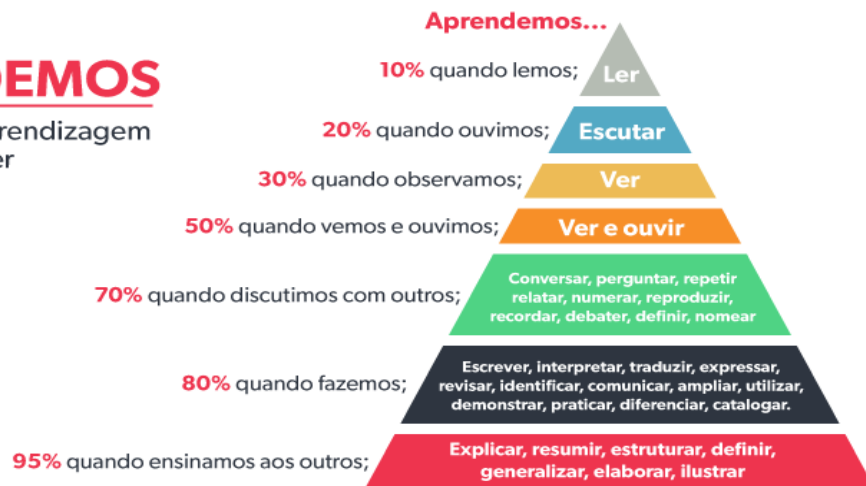 Aprendemos...
DEMOS
rendizagem
er
10% quando lemos;
Ler
20% quando ouvimos;
Escutar
30% quando observamos;
Ver
50% quando vemos e ouvimos;
Ver e ouvir
70% quando discutimos com outros;
Conversar, perguntar, repetir
relatar, numerar, reproduzir,
recordar, debater, definir, nomear
80% quando fazemos;
Escrever, interpretar, traduzir, expressar,
revisar, identificar, comunicar, ampliar, utilizar,
demonstrar, praticar, diferenciar, catalogar.
95% quando ensinamos aos outros;
Explicar, resumir, estruturar, definir,
generalizar, elaborar, ilustrar